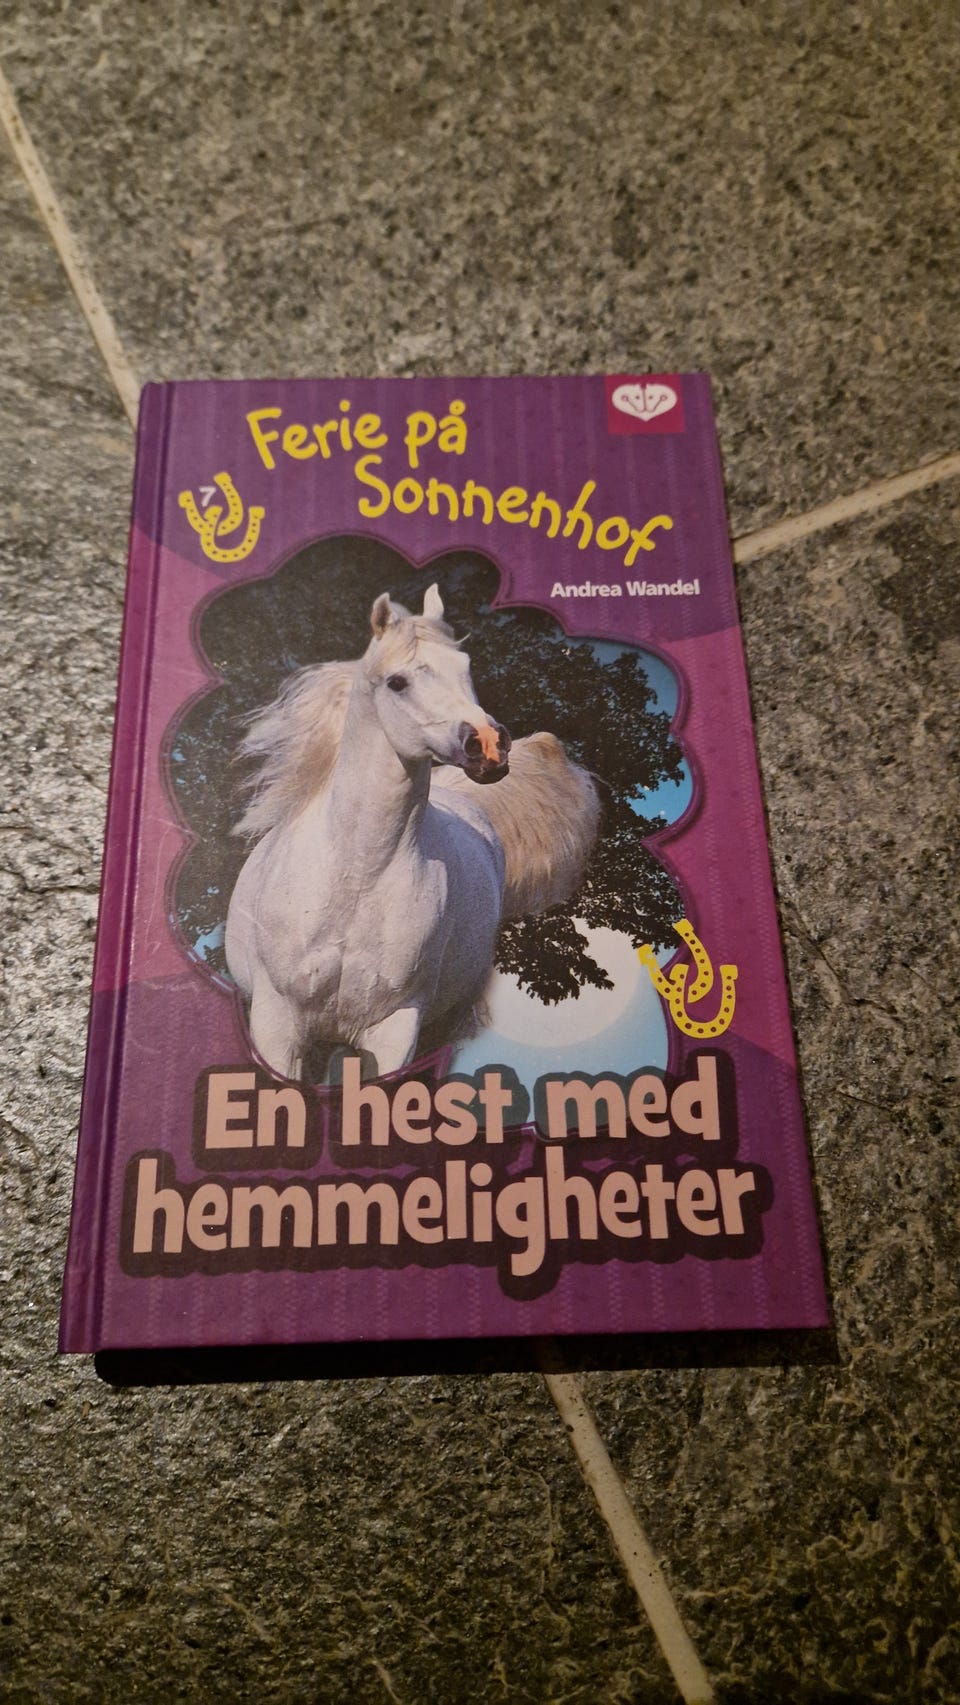 Ferie på
Sonnenhof
7
Andrea Wandel
En hest med
hemmeligheter